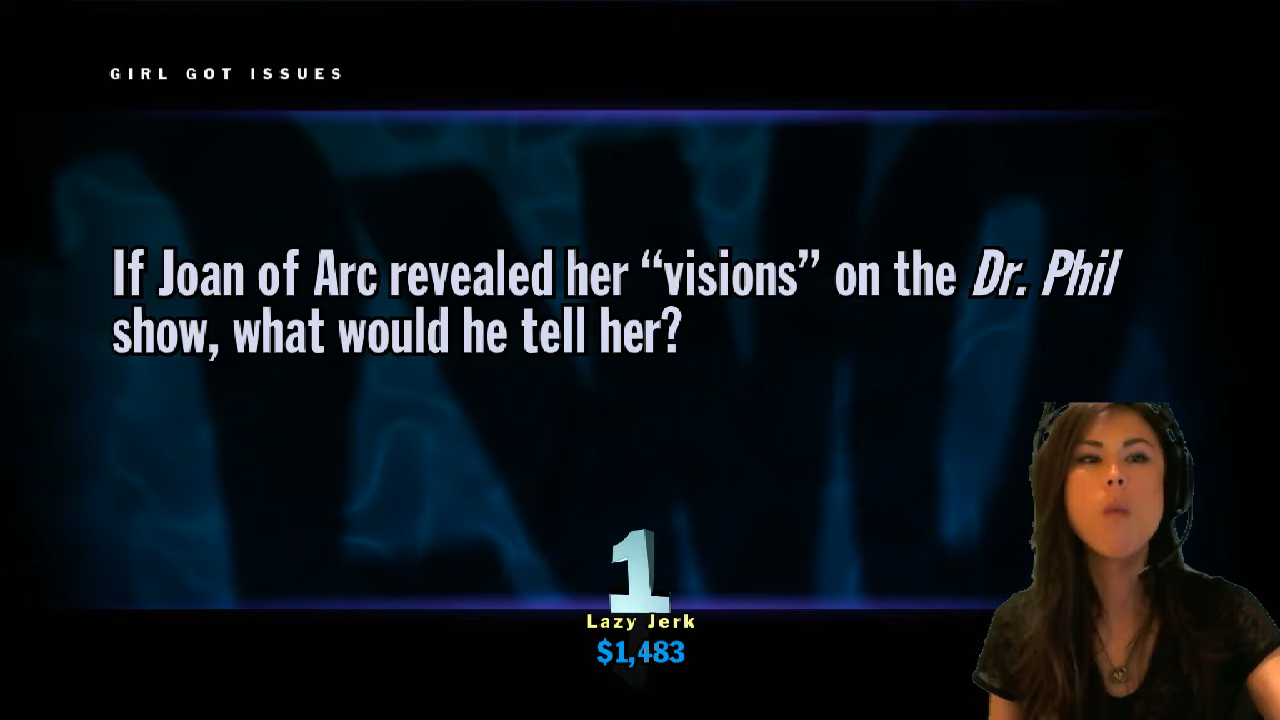 GIRL GOT ISSUES
If Joan of Arc revealed her “visions” on the Dr. Phil
show, what would he tell her?
1
Lazy Jerk
$1,483